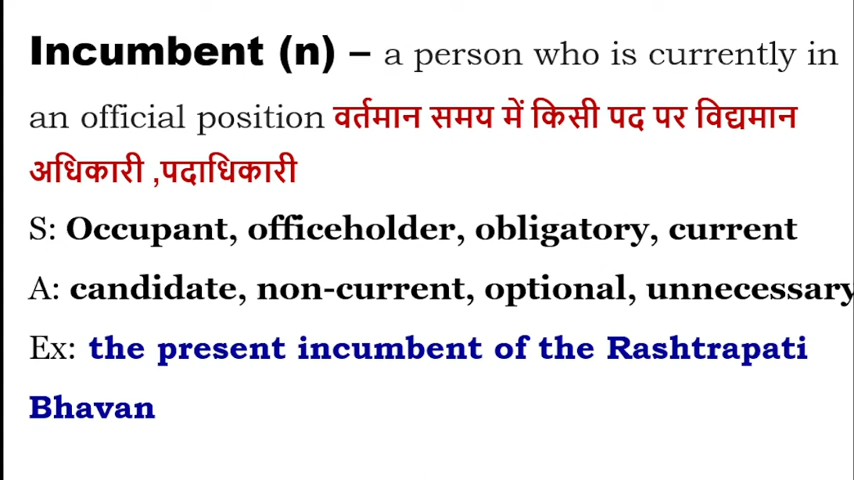 Incumbent (n) – a person who is currently in
an official position वर्तमान समय में किसी पद पर विद्यमान
अधिकारी ,पदाधिकारी
S: Occupant, officeholder, obligatory, current
A: candidate, non-current, optional, unnecessary
Ex: the present incumbent of the Rashtrapati
Bhavan